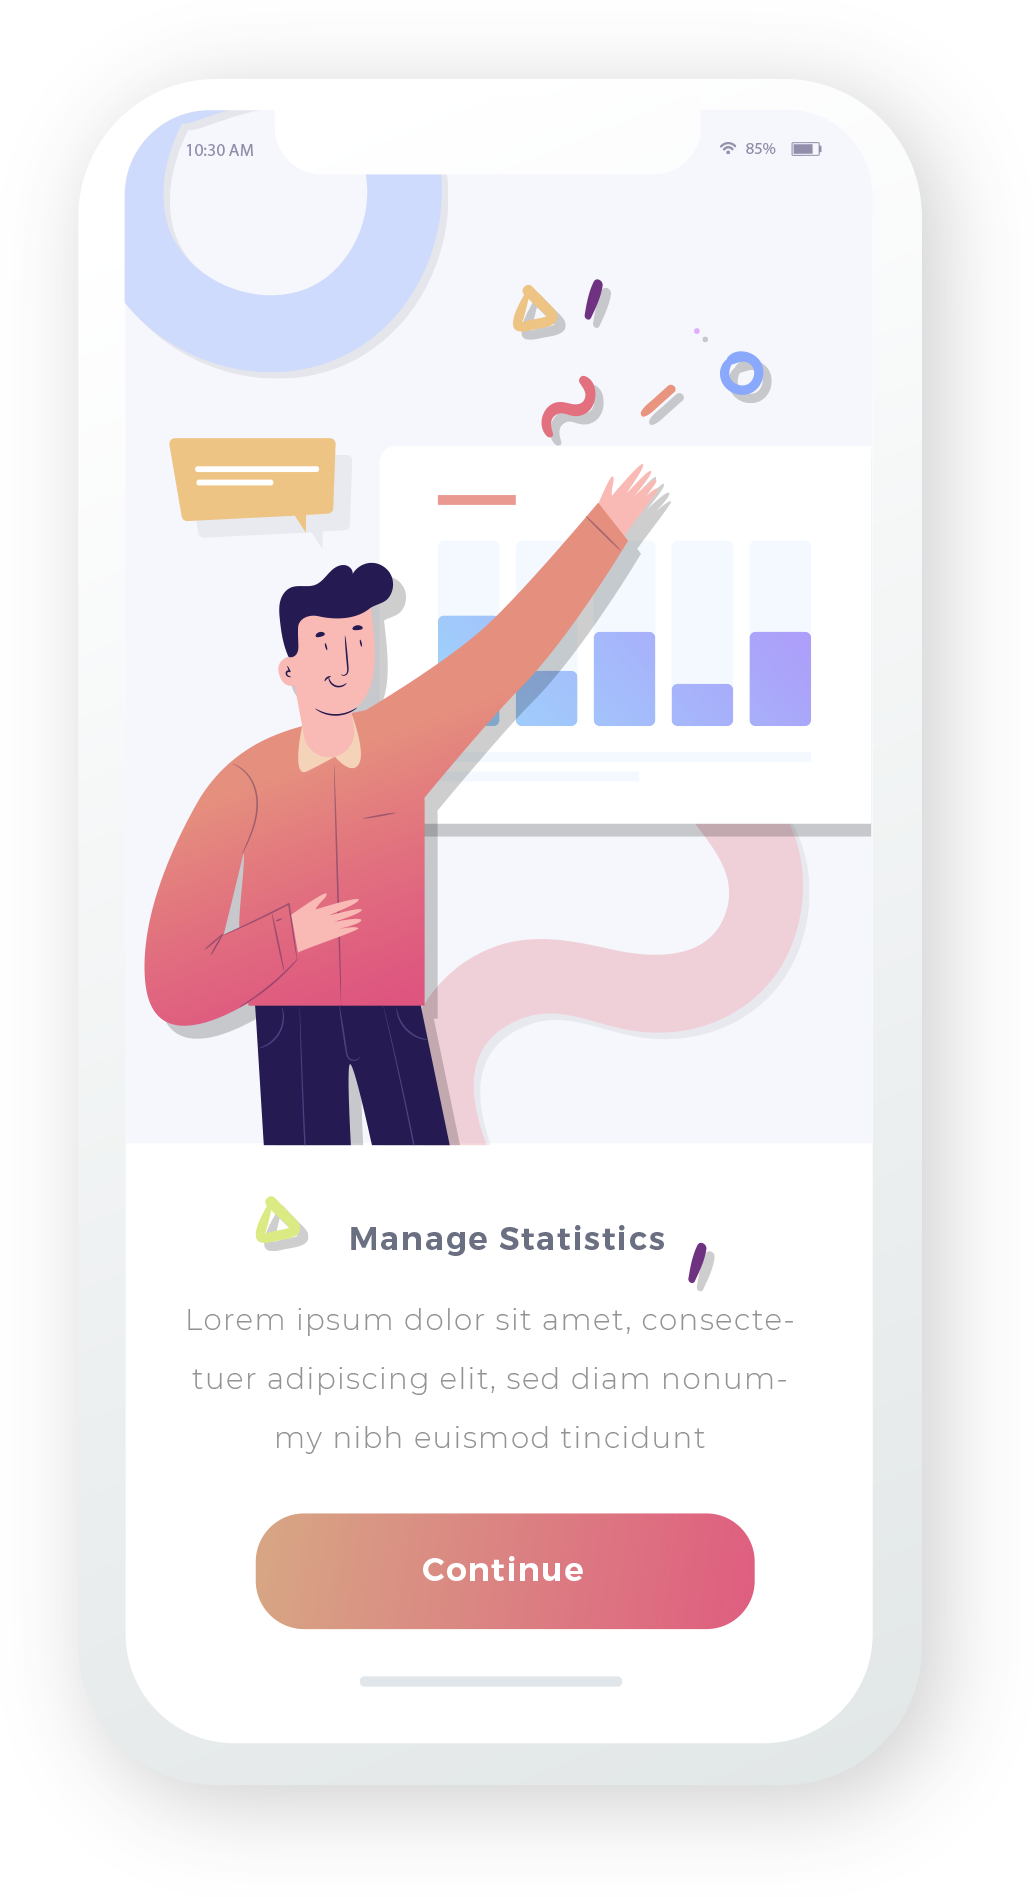 10:30 AM 85%
Manage Statistics
Lorem ipsum dolor sit amet, consecte-
tuer adipiscing elit, sed diam nonum-
my nibh euismod tincidunt
Continue